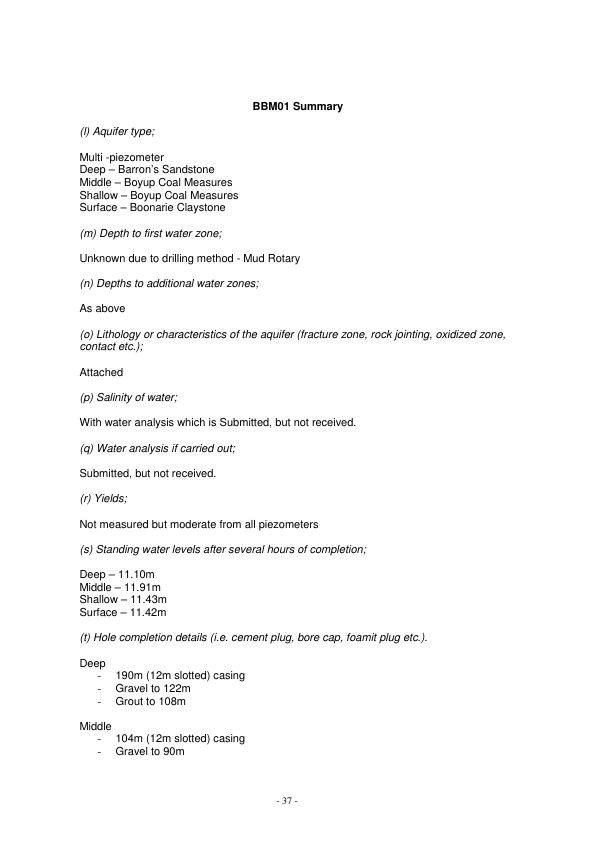 BBM01 Summary
(l) Aquifer type;
Multi -piezometer
Deep – Barron's Sandstone
Middle – Boyup Coal Measures
Shallow – Boyup Coal Measures
Surface – Boonarie Claystone
(m) Depth to first water zone;
Unknown due to drilling method - Mud Rotary
(n) Depths to additional water zones;
As above
(o) Lithology or characteristics of the aquifer (fracture zone, rock jointing, oxidized zone,
contact etc.);
Attached
(p) Salinity of water;
With water analysis which is Submitted, but not received.
(q) Water analysis if carried out;
Submitted, but not received.
(r) Yields;
Not measured but moderate from all piezometers
(s) Standing water levels after several hours of completion;
Deep – 11.10m
Middle – 11.91m
Shallow – 11.43m
Surface – 11.42m
(t) Hole completion details (i.e. cement plug, bore cap, foamit plug etc.).
Deep
- 190m (12m slotted) casing
- Gravel to 122m
- Grout to 108m
Middle
- 104m (12m slotted) casing
- Gravel to 90m
- 37 -